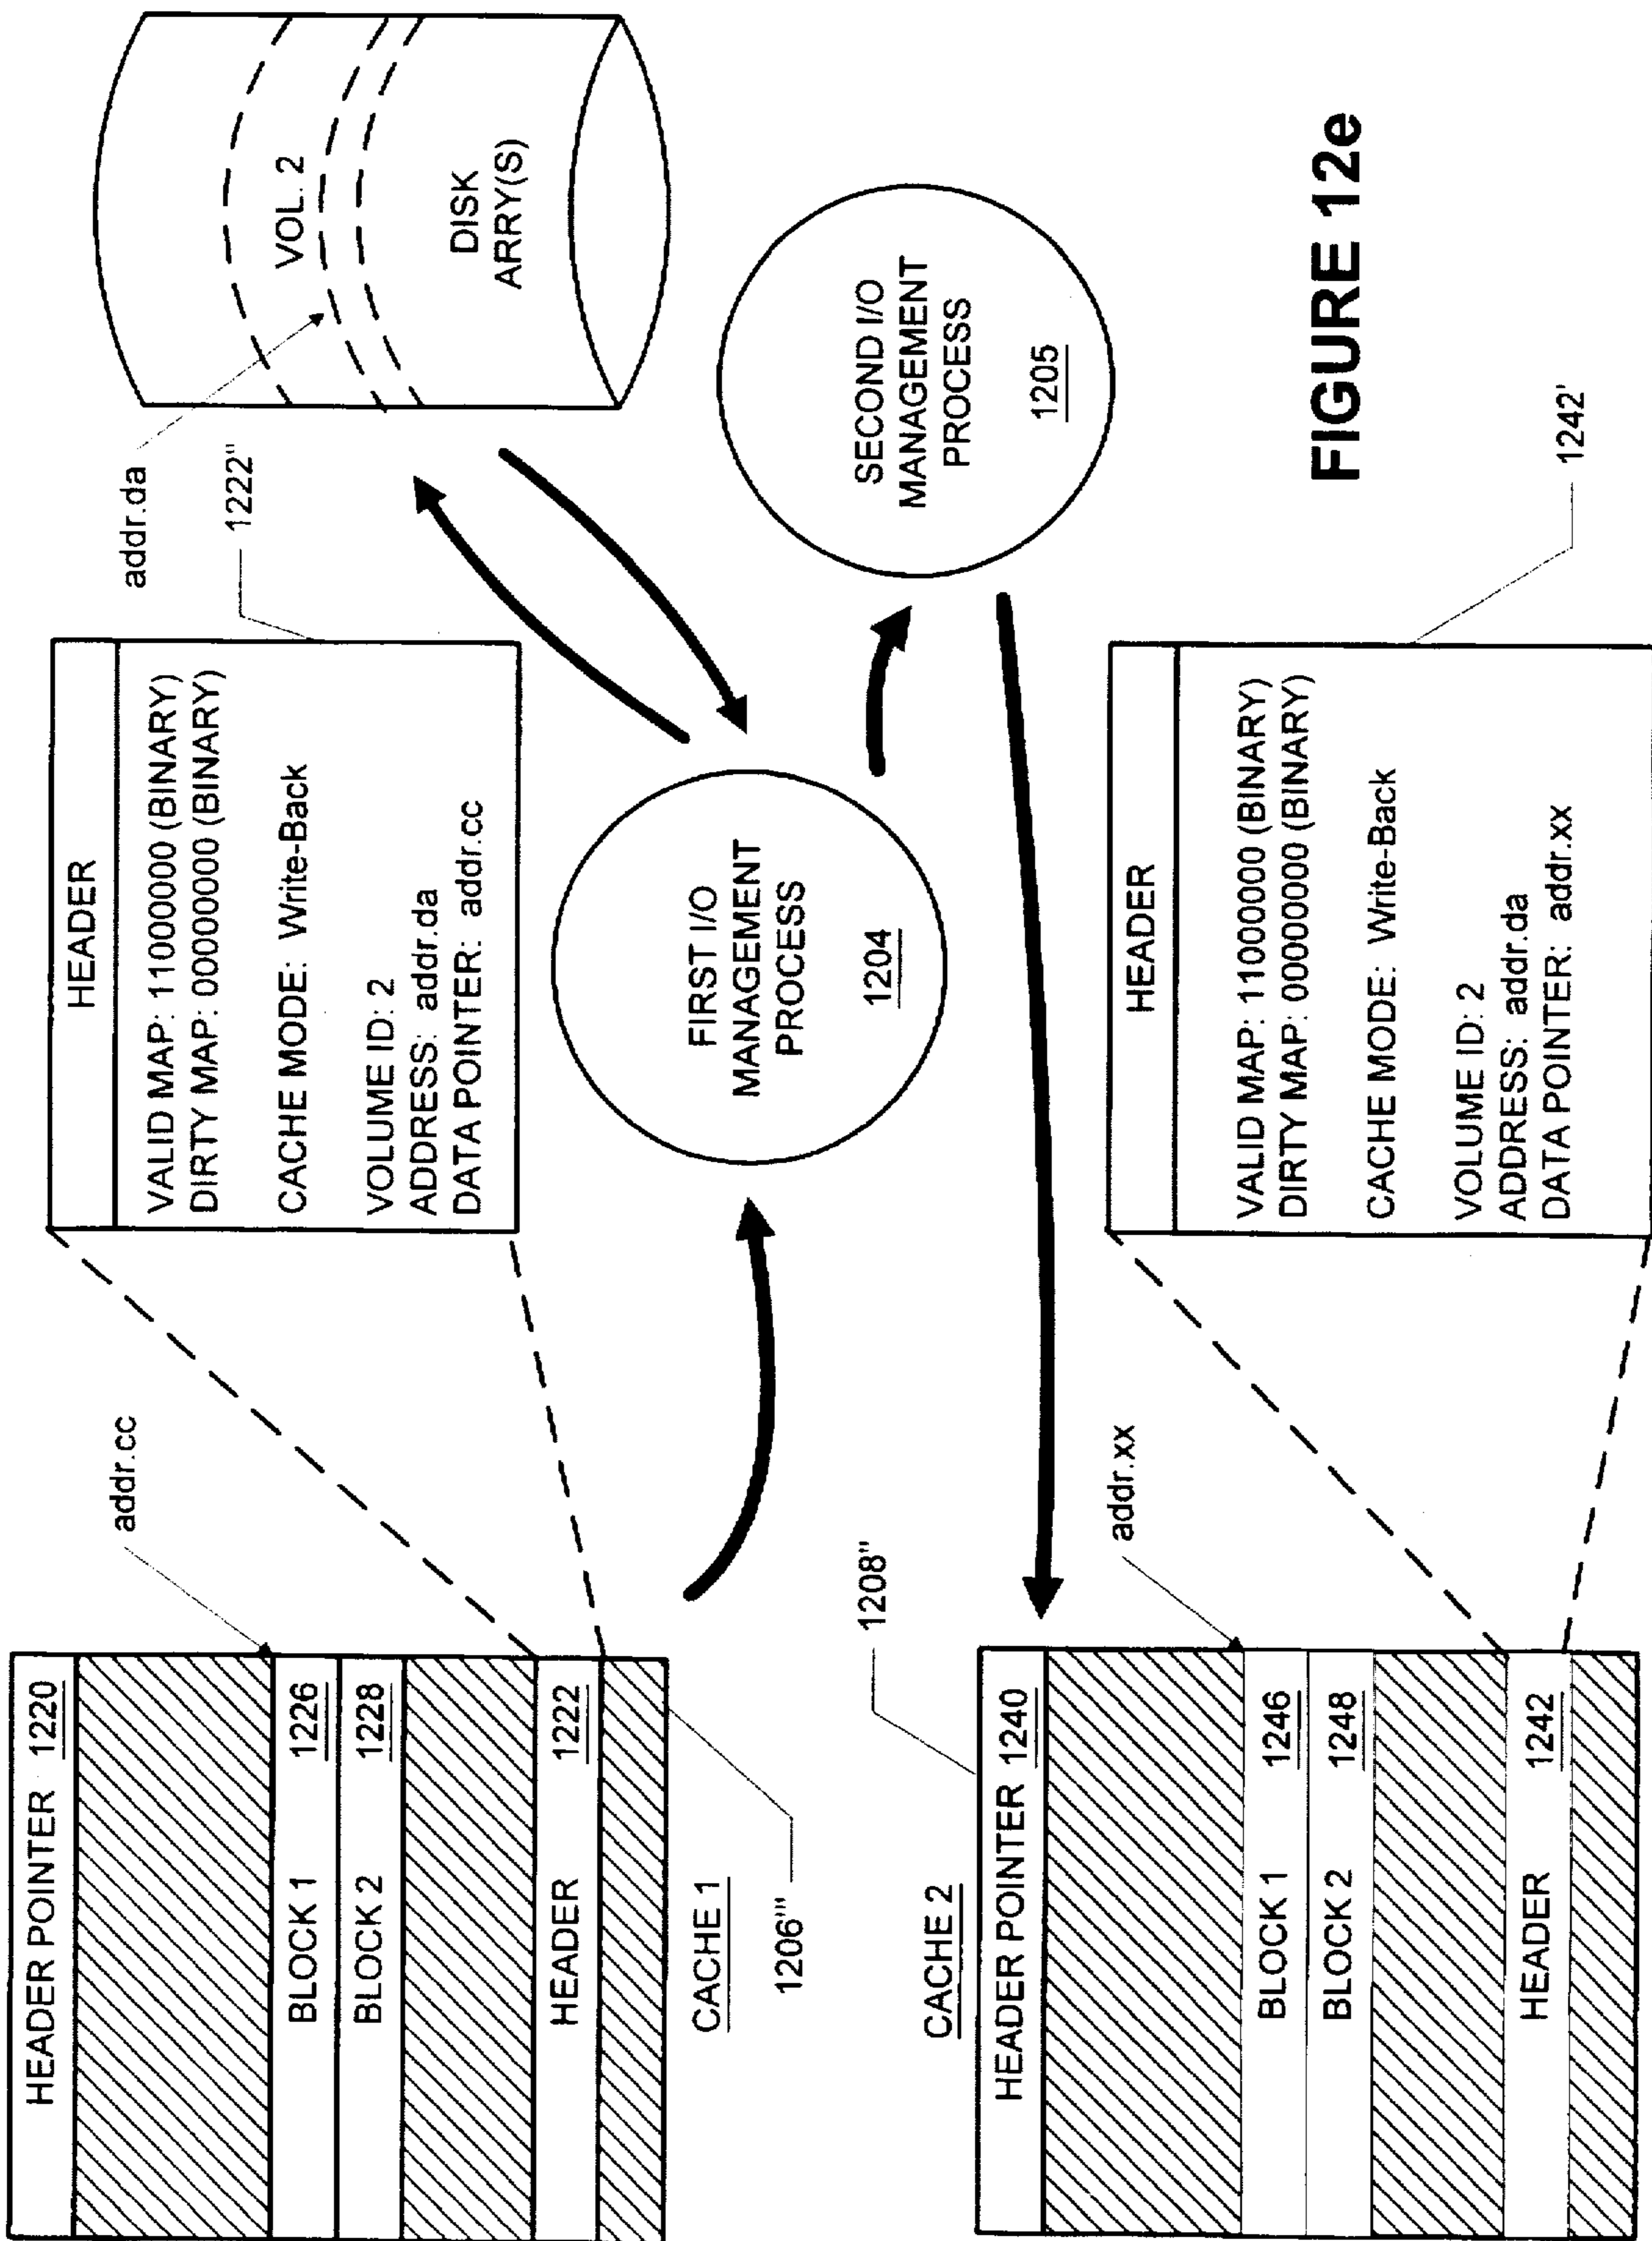 HEADER POINTER 1220
BLOCK 1 1226
BLOCK 2 1228
HEADER 1222
CACHE 1
1206'''
addr.cc
HEADER
VALID MAP: 11000000 (BINARY)
DIRTY MAP: 00000000 (BINARY)
CACHE MODE: Write-Back
VOLUME ID: 2
ADDRESS: addr.da
DATA POINTER: addr.cc
1222"
addr.da
VOL. 2
DISK
ARRY(S)
FIRST I/O
MANAGEMENT
PROCESS
1204
SECOND I/O
MANAGEMENT
PROCESS
1205
CACHE 2
1208"
HEADER POINTER 1240
BLOCK 1 1246
BLOCK 2 1248
HEADER 1242
addr.xx
HEADER
VALID MAP: 11000000 (BINARY)
DIRTY MAP: 00000000 (BINARY)
CACHE MODE: Write-Back
VOLUME ID: 2
ADDRESS: addr.da
DATA POINTER: addr.xx
1242'
FIGURE 12e